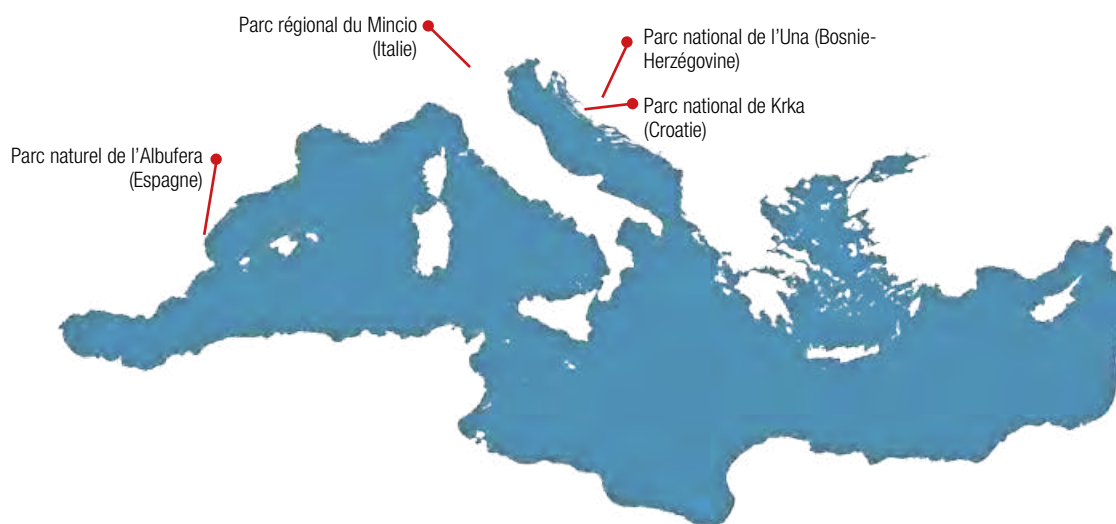 Parc régional du Mincio
(Italie)
Parc national de l’Una (Bosnie-
Herzégovine)
Parc national de Krka
(Croatie)
Parc naturel de l’Albufera
(Espagne)